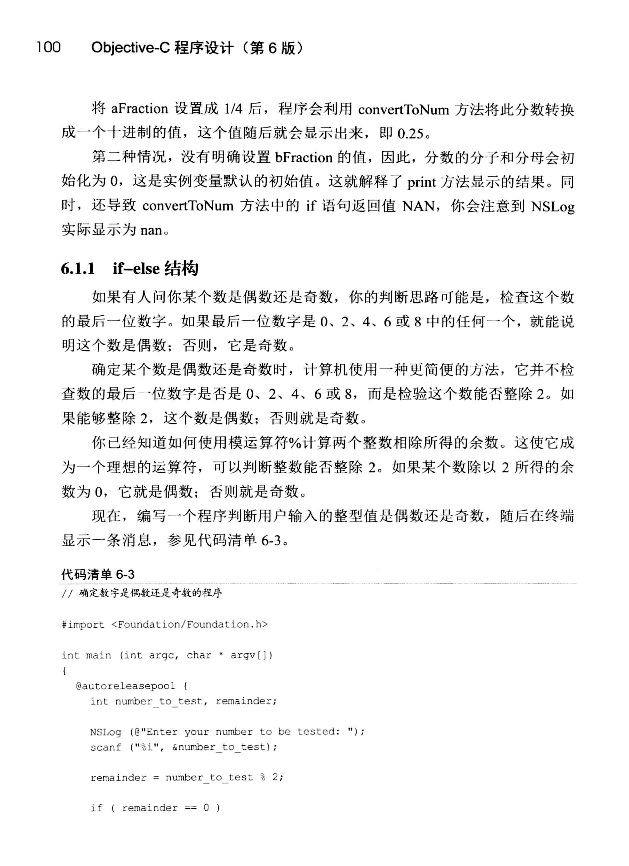 100 Objective-C 程序设计（第 6 版）
将 aFraction 设置成 1/4 后，程序会利用 convertToNum 方法将此分数转换
成一个十进制的值，这个值随后就会显示出来，即 0.25。
第二种情况，没有明确设置 bFraction 的值，因此，分数的分子和分母会初
始化为 0，这是实例变量默认的初始值。这就解释了 print 方法显示的结果。同
时，还导致 convertToNum 方法中的 if 语句返回值 NAN，你会注意到 NSLog
实际显示为 nan。
6.1.1 if–else 结构
如果有人问你某个数是偶数还是奇数，你的判断思路可能是，检查这个数
的最后一位数字。如果最后一位数字是 0、2、4、6 或 8 中的任何一个，就能说
明这个数是偶数；否则，它是奇数。
确定某个数是偶数还是奇数时，计算机使用一种更简便的方法，它并不检
查数的最后一位数字是否是 0、2、4、6 或 8，而是检验这个数能否整除 2。如
果能够整除 2，这个数是偶数；否则就是奇数。
你已经知道如何使用模运算符%计算两个整数相除所得的余数。这使它成
为一个理想的运算符，可以判断整数能否整除 2。如果某个数除以 2 所得的余
数为 0，它就是偶数；否则就是奇数。
现在，编写一个程序判断用户输入的整型值是偶数还是奇数，随后在终端
显示一条消息，参见代码清单 6-3。
代码清单 6-3
// 确定数字是偶数还是奇数的程序
#import <Foundation/Foundation.h>
int main (int argc, char * argv[])
{
@autoreleasepool {
int number_to_test, remainder;
NSLog (@"Enter your number to be tested: ");
scanf ("%i", &number_to_test);
remainder = number_to_test % 2;
if ( remainder == 0 )